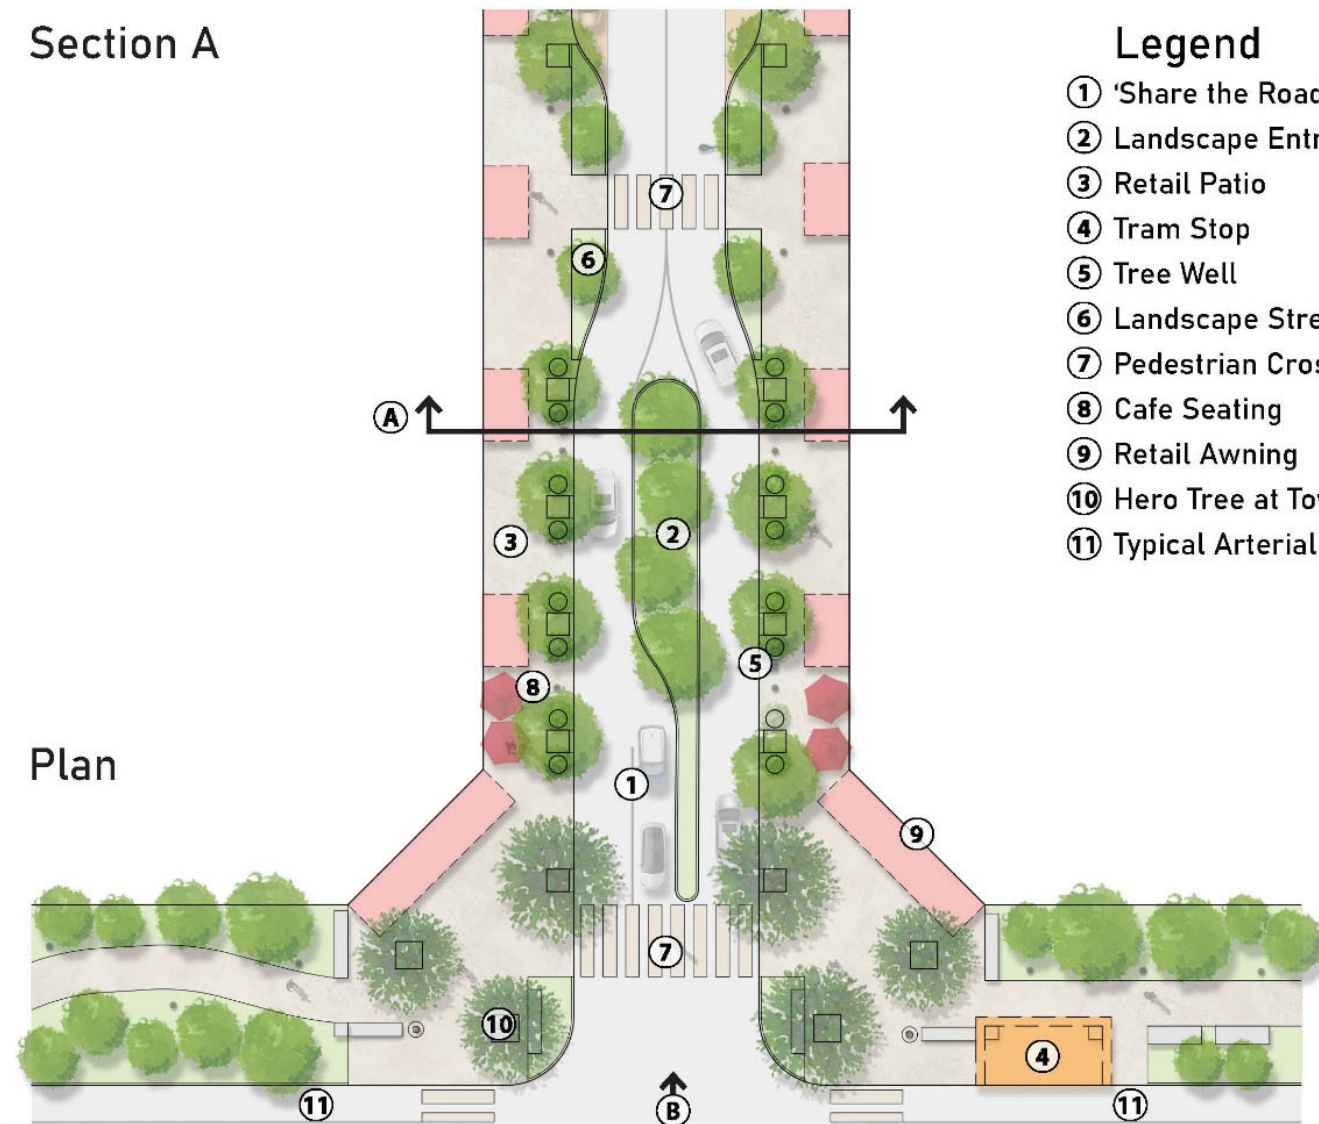 Section A
Legend
① 'Share the Road
② Landscape Entr
③ Retail Patio
④ Tram Stop
⑤ Tree Well
⑥ Landscape Stre
⑦ Pedestrian Cros
⑧ Cafe Seating
⑨ Retail Awning
⑩ Hero Tree at Tow
⑪ Typical Arterial
7
6
A
2
3
5
8
Plan
1
9
7
10
4
11
B
11